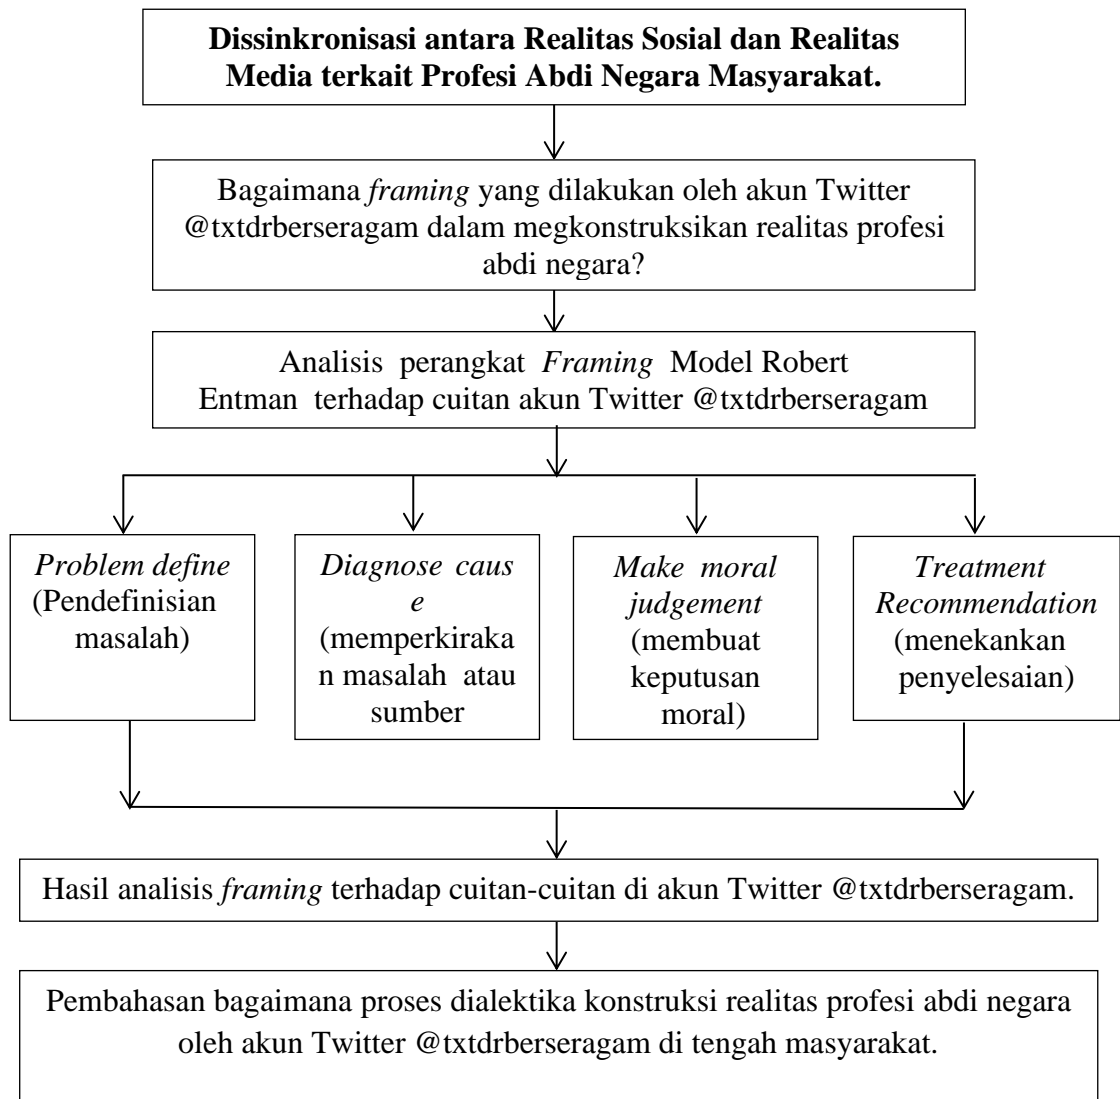 Dissinkronisasi antara Realitas Sosial dan Realitas
Media terkait Profesi Abdi Negara Masyarakat.
Bagaimana framing yang dilakukan oleh akun Twitter
@txtdrberseragam dalam megkonstruksikan realitas profesi
abdi negara?
Analisis perangkat Framing Model Robert
Entman terhadap cuitan akun Twitter @txtdrberseragam
Problem define
(Pendefinisian
masalah)
Diagnose caus
e
(memperkiraka
n masalah atau
sumber
Make moral
judgement
(membuat
keputusan
moral)
Treatment
Recommendation
(menekankan
penyelesaian)
Hasil analisis framing terhadap cuitan-cuitan di akun Twitter @txtdrberseragam.
Pembahasan bagaimana proses dialektika konstruksi realitas profesi abdi negara
oleh akun Twitter @txtdrberseragam di tengah masyarakat.